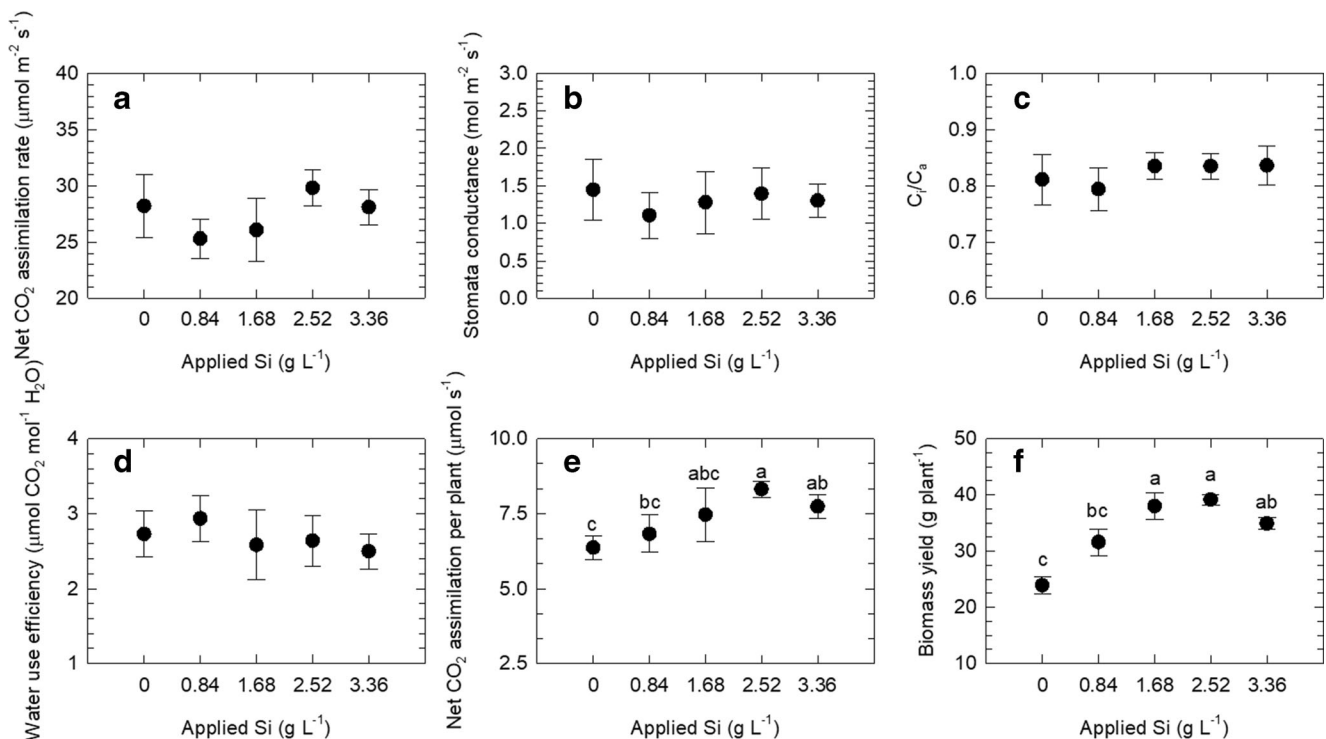 a
Net CO₂ assimilation rate (μmol m⁻² s⁻¹)
40
35
30
25
20
0 0.84 1.68 2.52 3.36
Applied Si (g L⁻¹)
b
Stomata conductance (mol m⁻² s⁻¹)
3.0
2.5
2.0
1.5
1.0
0.5
0.0
0 0.84 1.68 2.52 3.36
Applied Si (g L⁻¹)
c
Cᵢ/Cₐ
1.0
0.9
0.8
0.7
0.6
0 0.84 1.68 2.52 3.36
Applied Si (g L⁻¹)
d
Water use efficiency (μmol CO₂ mol⁻¹ H₂O)
4
3
2
1
0 0.84 1.68 2.52 3.36
Applied Si (g L⁻¹)
e
Net CO₂ assimilation per plant (μmol s⁻¹)
10.0
7.5
5.0
2.5
c bc abc a ab
0 0.84 1.68 2.52 3.36
Applied Si (g L⁻¹)
f
Biomass yield (g plant⁻¹)
50
40
30
20
10
c bc a a ab
0 0.84 1.68 2.52 3.36
Applied Si (g L⁻¹)